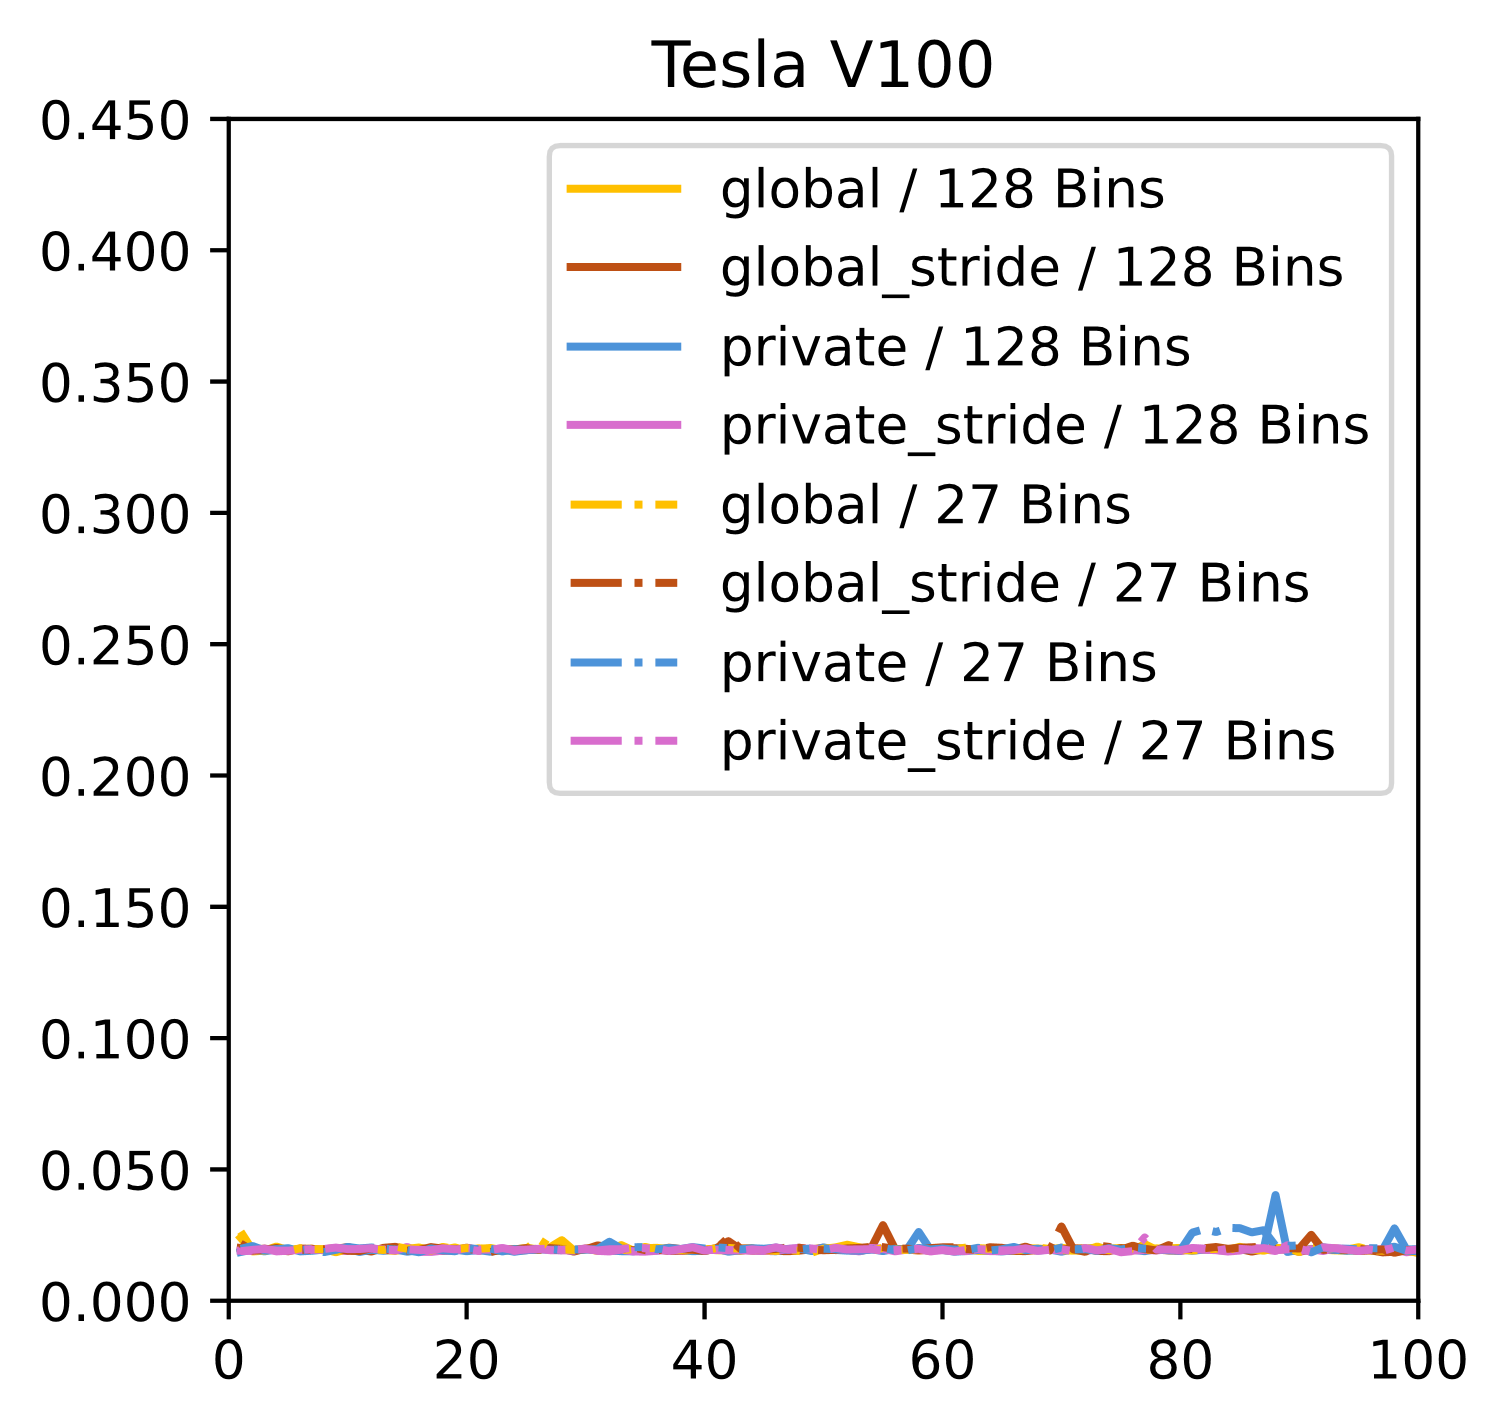 Tesla V100
0.450
0.400
0.350
0.300
0.250
0.200
0.150
0.100
0.050
0.000
global / 128 Bins
global_stride / 128 Bins
private / 128 Bins
private_stride / 128 Bins
global / 27 Bins
global_stride / 27 Bins
private / 27 Bins
private_stride / 27 Bins
0 20 40 60 80 100